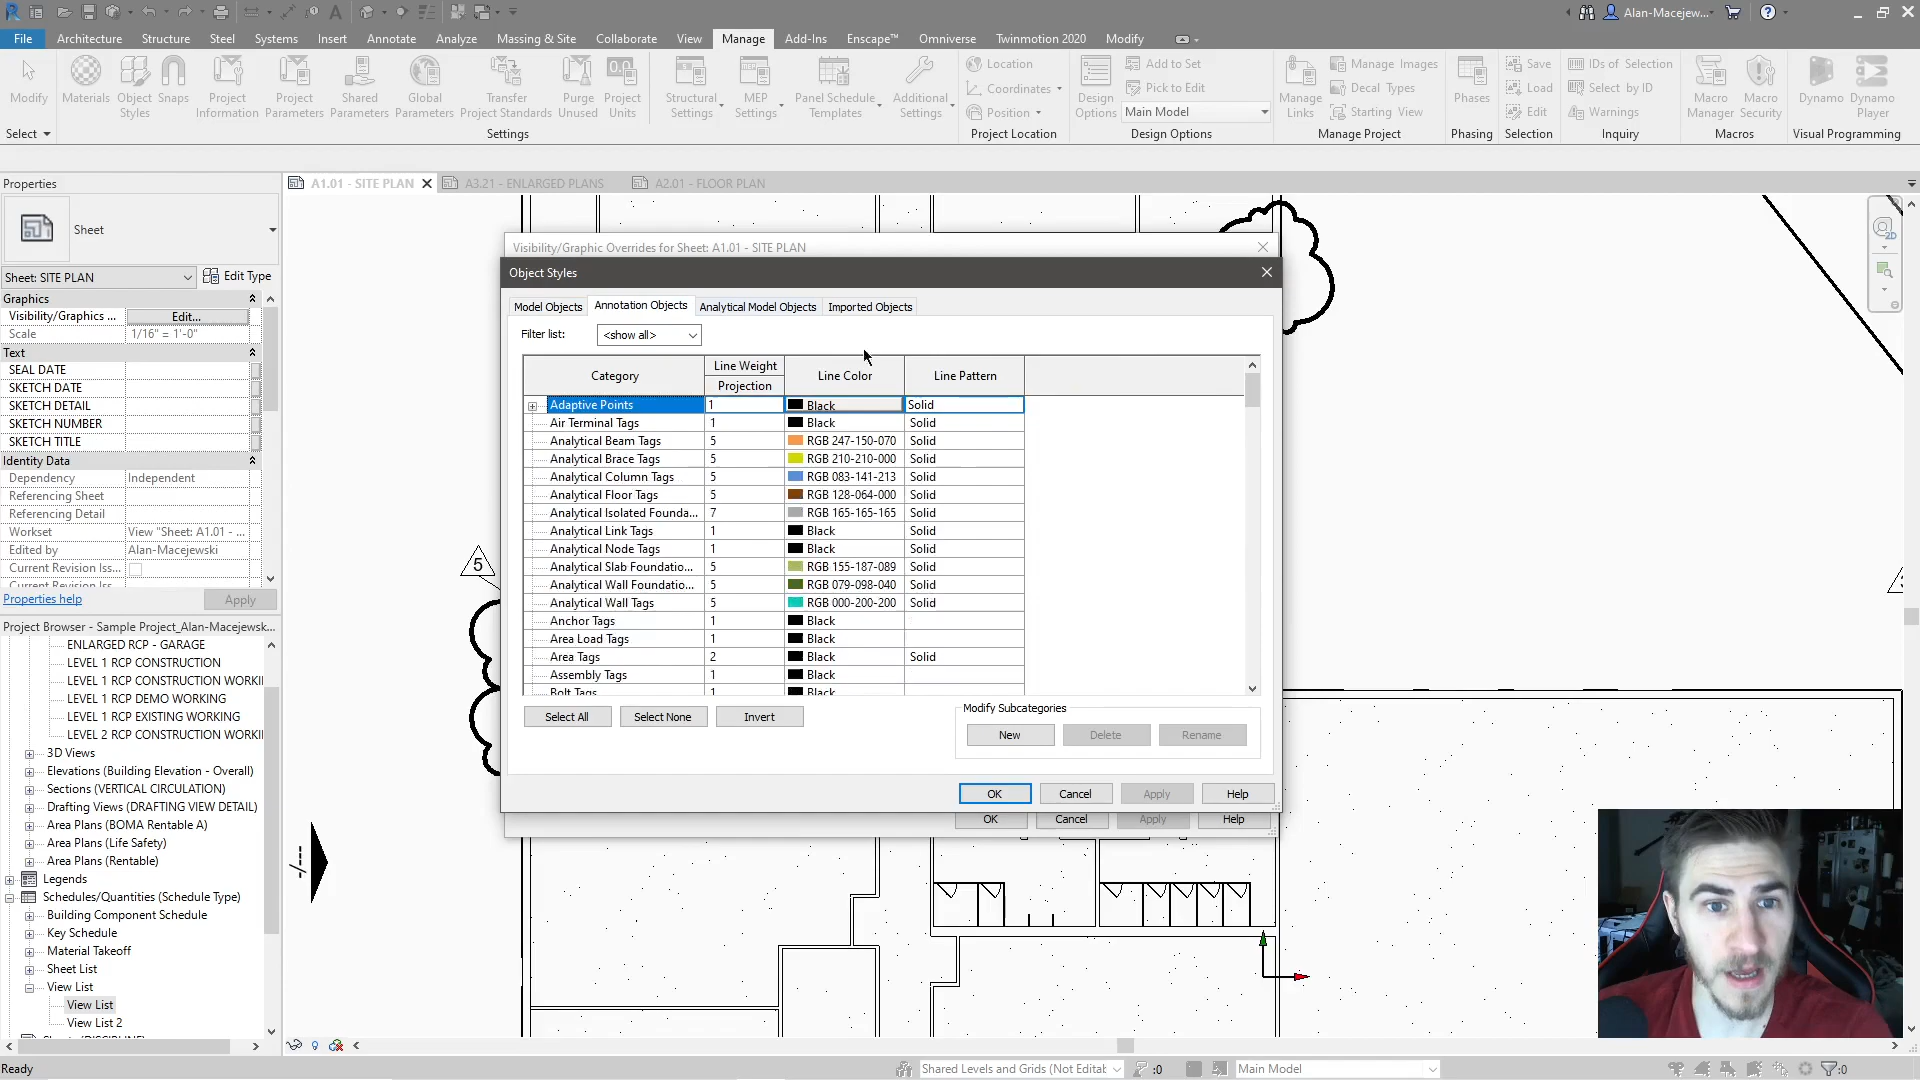 Alan-Macejew...
File Architecture Structure Steel Systems Insert Annotate Analyze Massing & Site Collaborate View Manage Add-Ins Enscape™ Omniverse Twinmotion 2020 Modify
Modify
Materials
Object Styles
Snaps
Project Information
Project Parameters
Shared Parameters
Global Parameters
Transfer Project Standards
Purge Unused
Project Units
Structural Settings
MEP Settings
Panel Schedule Templates
Additional Settings
Location
Coordinates
Position
Design Options
Add to Set
Pick to Edit
Main Model
Manage Links
Manage Images
Decal Types
Starting View
Phases
Save
Load
Edit
IDs of Selection
Select by ID
Warnings
Macro Manager
Macro Security
Dynamo
Dynamo Player
Select Settings Project Location Design Options Manage Project Phasing Selection Inquiry Macros Visual Programming
Properties
A1.01 - SITE PLAN A3.21 - ENLARGED PLANS A2.01 - FLOOR PLAN
Sheet
Sheet: SITE PLAN Edit Type
Graphics
Visibility/Graphics ... Edit...
Scale 1/16" = 1'-0"
Text
SEAL DATE
SKETCH DATE
SKETCH DETAIL
SKETCH NUMBER
SKETCH TITLE
Identity Data
Dependency Independent
Referencing Sheet
Referencing Detail
Workset View "Sheet: A1.01 - ...
Edited by Alan-Macejewski
Current Revision Iss...
Properties help Apply
Project Browser - Sample Project_Alan-Macejewsk...
ENLARGED RCP - GARAGE
LEVEL 1 RCP CONSTRUCTION
LEVEL 1 RCP CONSTRUCTION WORKI
LEVEL 1 RCP DEMO WORKING
LEVEL 1 RCP EXISTING WORKING
LEVEL 2 RCP CONSTRUCTION WORKI
3D Views
Elevations (Building Elevation - Overall)
Sections (VERTICAL CIRCULATION)
Drafting Views (DRAFTING VIEW DETAIL)
Area Plans (BOMA Rentable A)
Area Plans (Life Safety)
Area Plans (Rentable)
Legends
Schedules/Quantities (Schedule Type)
Building Component Schedule
Key Schedule
Material Takeoff
Sheet List
View List
View List
View List 2
5
Visibility/Graphic Overrides for Sheet: A1.01 - SITE PLAN
Object Styles
Model Objects Annotation Objects Analytical Model Objects Imported Objects
Filter list: <show all>
Category Line Weight Projection Line Color Line Pattern
Adaptive Points 1 Black Solid
Air Terminal Tags 1 Black Solid
Analytical Beam Tags 5 RGB 247-150-070 Solid
Analytical Brace Tags 5 RGB 210-210-000 Solid
Analytical Column Tags 5 RGB 083-141-213 Solid
Analytical Floor Tags 5 RGB 128-064-000 Solid
Analytical Isolated Founda... 7 RGB 165-165-165 Solid
Analytical Link Tags 1 Black Solid
Analytical Node Tags 1 Black Solid
Analytical Slab Foundatio... 5 RGB 155-187-089 Solid
Analytical Wall Foundatio... 5 RGB 079-098-040 Solid
Analytical Wall Tags 5 RGB 000-200-200 Solid
Anchor Tags 1 Black
Area Load Tags 1 Black
Area Tags 2 Black Solid
Assembly Tags 1 Black
Bolt Tags 1 Black
Select All Select None Invert
Modify Subcategories
New Delete Rename
OK Cancel Apply Help
OK Cancel Apply Help
Ready Shared Levels and Grids (Not Editab :0 Main Model :0